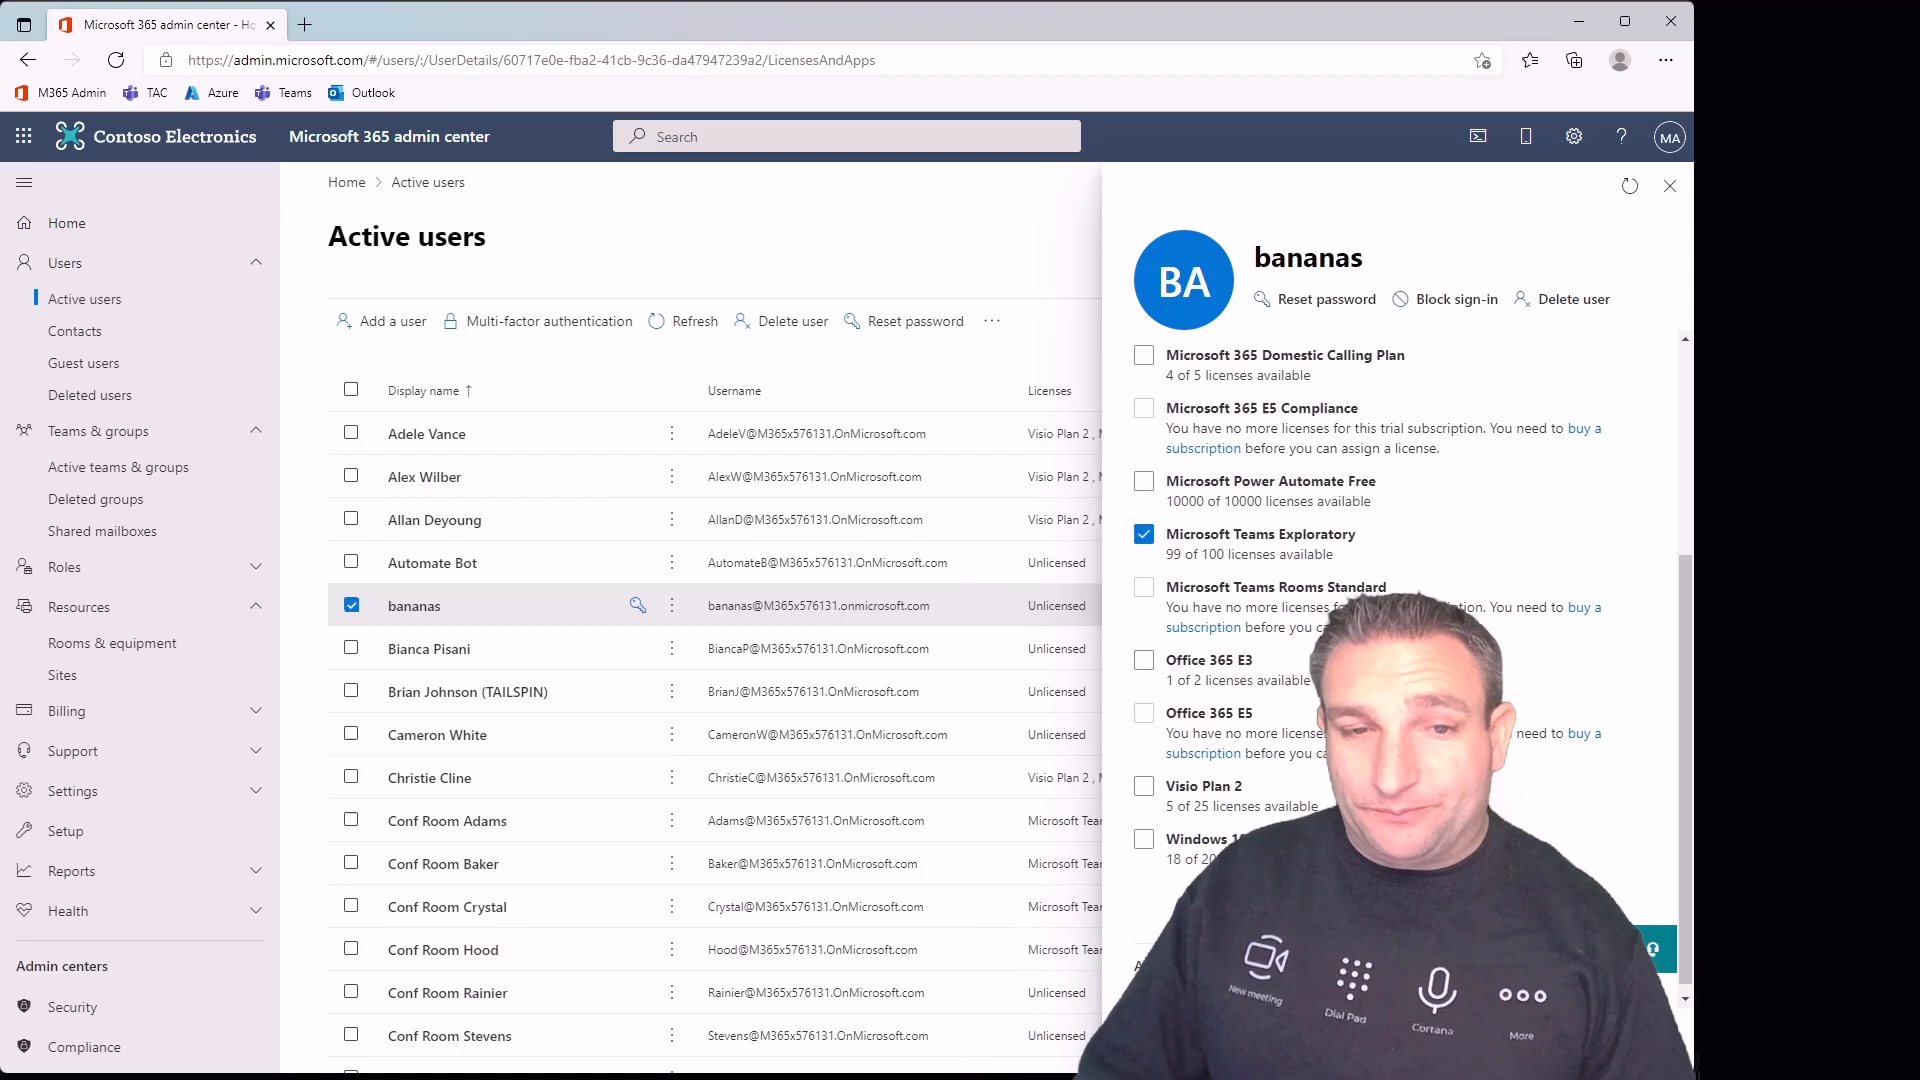 Microsoft 365 admin center - Ho
https://admin.microsoft.com/#/users/:/UserDetails/60717e0e-fba2-41cb-9c36-da47947239a2/LicensesAndApps
M365 Admin TAC Azure Teams Outlook
Contoso Electronics Microsoft 365 admin center Search MA
Home
Users
Active users
Contacts
Guest users
Deleted users
Teams & groups
Active teams & groups
Deleted groups
Shared mailboxes
Roles
Resources
Rooms & equipment
Sites
Billing
Support
Settings
Setup
Reports
Health
Admin centers
Security
Compliance
Home > Active users
Active users
Add a user Multi-factor authentication Refresh Delete user Reset password
Display name ↑ Username Licenses
Adele Vance AdeleV@M365x576131.OnMicrosoft.com Visio Plan 2 ,
Alex Wilber AlexW@M365x576131.OnMicrosoft.com Visio Plan 2 ,
Allan Deyoung AllanD@M365x576131.OnMicrosoft.com Visio Plan 2 ,
Automate Bot AutomateB@M365x576131.OnMicrosoft.com Unlicensed
bananas bananas@M365x576131.onmicrosoft.com Unlicensed
Bianca Pisani BiancaP@M365x576131.OnMicrosoft.com Unlicensed
Brian Johnson (TAILSPIN) BrianJ@M365x576131.OnMicrosoft.com Unlicensed
Cameron White CameronW@M365x576131.OnMicrosoft.com Unlicensed
Christie Cline ChristieC@M365x576131.OnMicrosoft.com Visio Plan 2 ,
Conf Room Adams Adams@M365x576131.OnMicrosoft.com Microsoft Tea
Conf Room Baker Baker@M365x576131.OnMicrosoft.com Microsoft Tea
Conf Room Crystal Crystal@M365x576131.OnMicrosoft.com Microsoft Tea
Conf Room Hood Hood@M365x576131.OnMicrosoft.com Microsoft Tea
Conf Room Rainier Rainier@M365x576131.OnMicrosoft.com Unlicensed
Conf Room Stevens Stevens@M365x576131.OnMicrosoft.com Unlicensed
BA
bananas
Reset password Block sign-in Delete user
Microsoft 365 Domestic Calling Plan
4 of 5 licenses available
Microsoft 365 E5 Compliance
You have no more licenses for this trial subscription. You need to buy a
subscription before you can assign a license.
Microsoft Power Automate Free
10000 of 10000 licenses available
Microsoft Teams Exploratory
99 of 100 licenses available
Microsoft Teams Rooms Standard
You have no more licenses tion. You need to buy a
subscription before you
Office 365 E3
1 of 2 licenses available
Office 365 E5
You have no more license need to buy a
subscription before you
Visio Plan 2
5 of 25 licenses available
Windows
18 of
New meeting
Dial Pad
Cortana
More